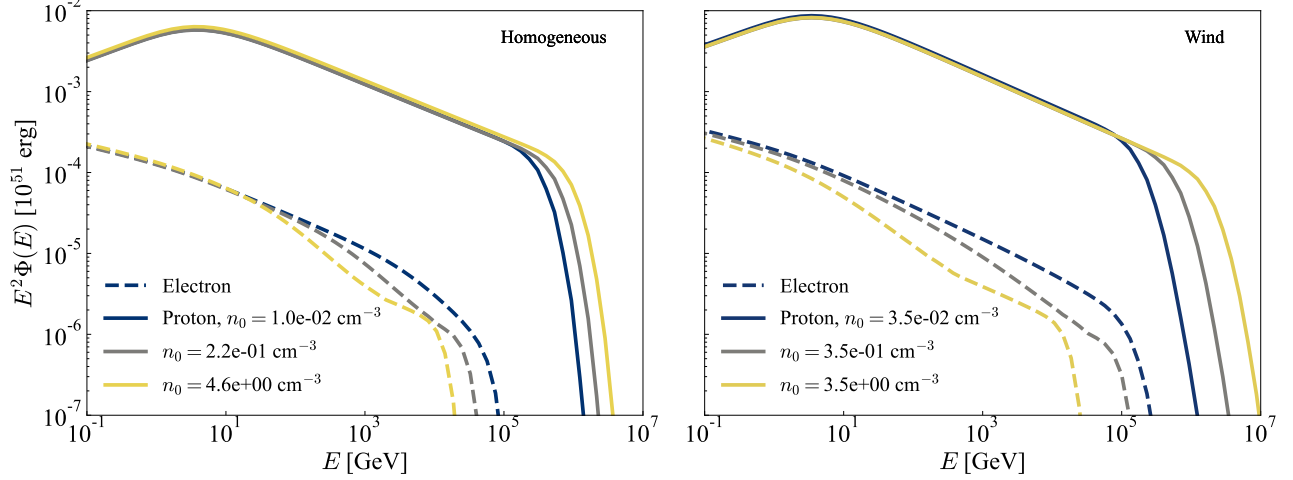 10^-2
10^-3
10^-4
10^-5
10^-6
10^-7
E^2Φ(E) [10^51 erg]
Homogeneous
Electron
Proton, n_0 = 1.0e-02 cm^-3
n_0 = 2.2e-01 cm^-3
n_0 = 4.6e+00 cm^-3
10^-1 10^1 10^3 10^5 10^7
E [GeV]
Wind
Electron
Proton, n_0 = 3.5e-02 cm^-3
n_0 = 3.5e-01 cm^-3
n_0 = 3.5e+00 cm^-3
10^-1 10^1 10^3 10^5 10^7
E [GeV]